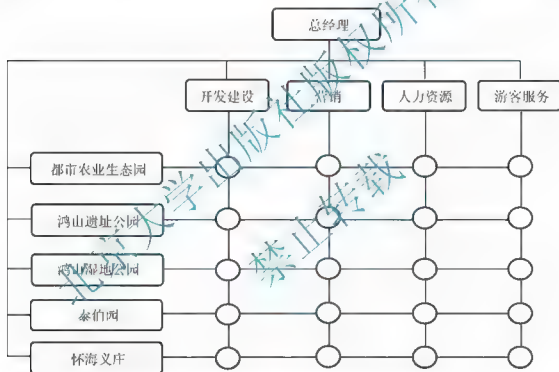 总经理
开发建设
营销
人力资源
游客服务
都市农业生态园
鸿山遗址公园
鸿山湿地公园
泰伯园
怀海义庄
北京大学出版社版权所有
禁止转载